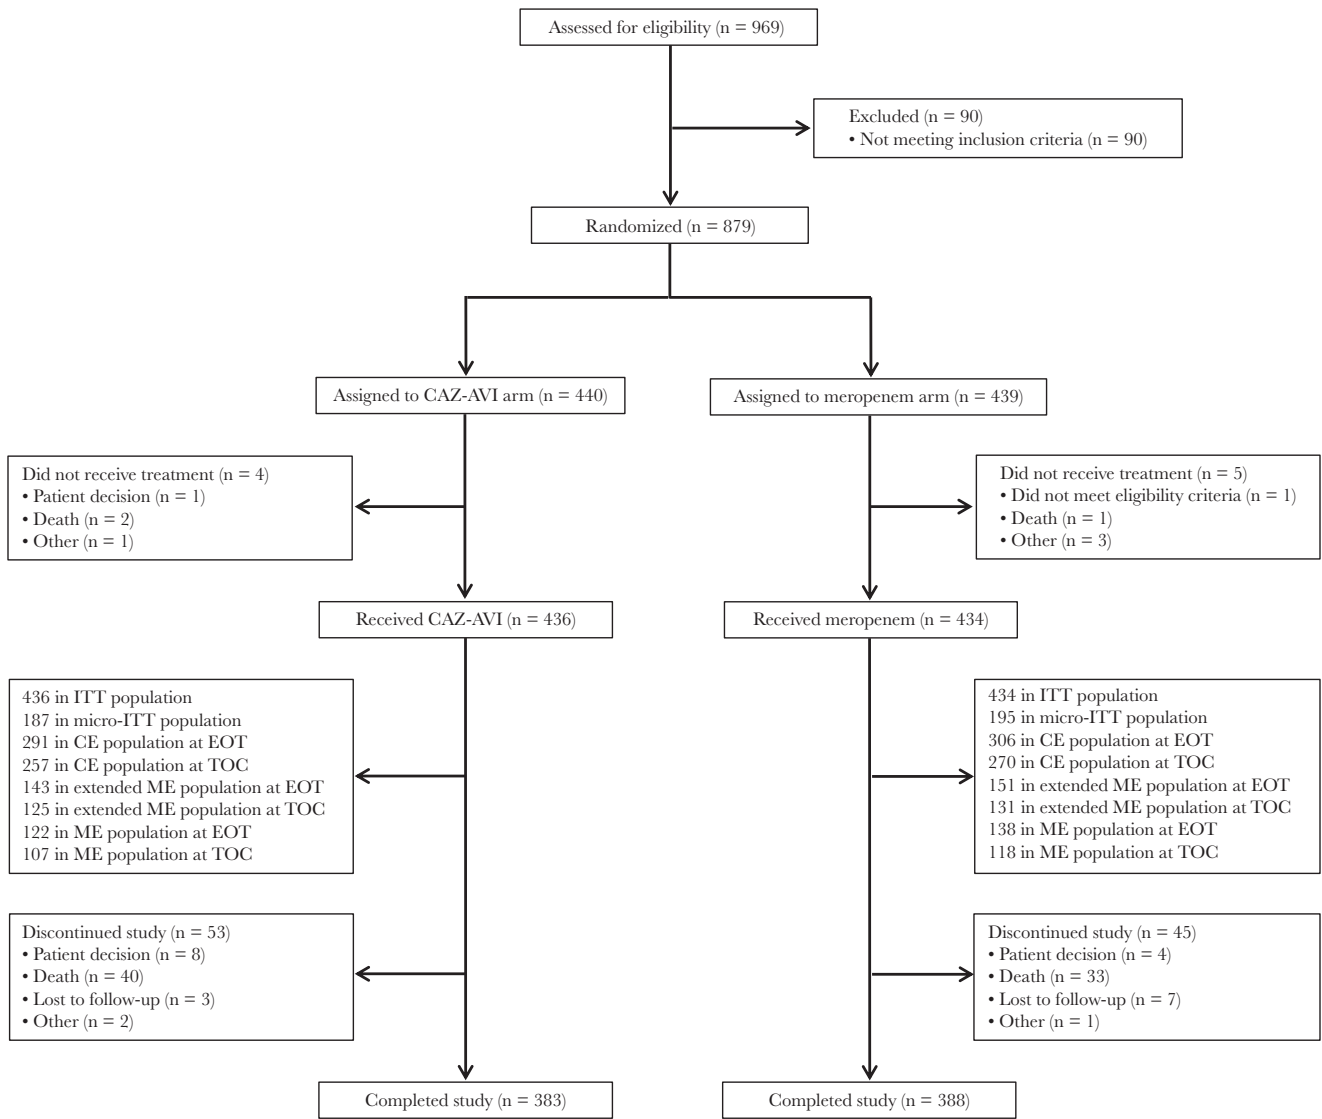 Assessed for eligibility (n = 969)
Excluded (n = 90)
• Not meeting inclusion criteria (n = 90)
Randomized (n = 879)
Assigned to CAZ-AVI arm (n = 440)
Assigned to meropenem arm (n = 439)
Did not receive treatment (n = 4)
• Patient decision (n = 1)
• Death (n = 2)
• Other (n = 1)
Did not receive treatment (n = 5)
• Did not meet eligibility criteria (n = 1)
• Death (n = 1)
• Other (n = 3)
Received CAZ-AVI (n = 436)
Received meropenem (n = 434)
436 in ITT population
187 in micro-ITT population
291 in CE population at EOT
257 in CE population at TOC
143 in extended ME population at EOT
125 in extended ME population at TOC
122 in ME population at EOT
107 in ME population at TOC
434 in ITT population
195 in micro-ITT population
306 in CE population at EOT
270 in CE population at TOC
151 in extended ME population at EOT
131 in extended ME population at TOC
138 in ME population at EOT
118 in ME population at TOC
Discontinued study (n = 53)
• Patient decision (n = 8)
• Death (n = 40)
• Lost to follow-up (n = 3)
• Other (n = 2)
Discontinued study (n = 45)
• Patient decision (n = 4)
• Death (n = 33)
• Lost to follow-up (n = 7)
• Other (n = 1)
Completed study (n = 383)
Completed study (n = 388)